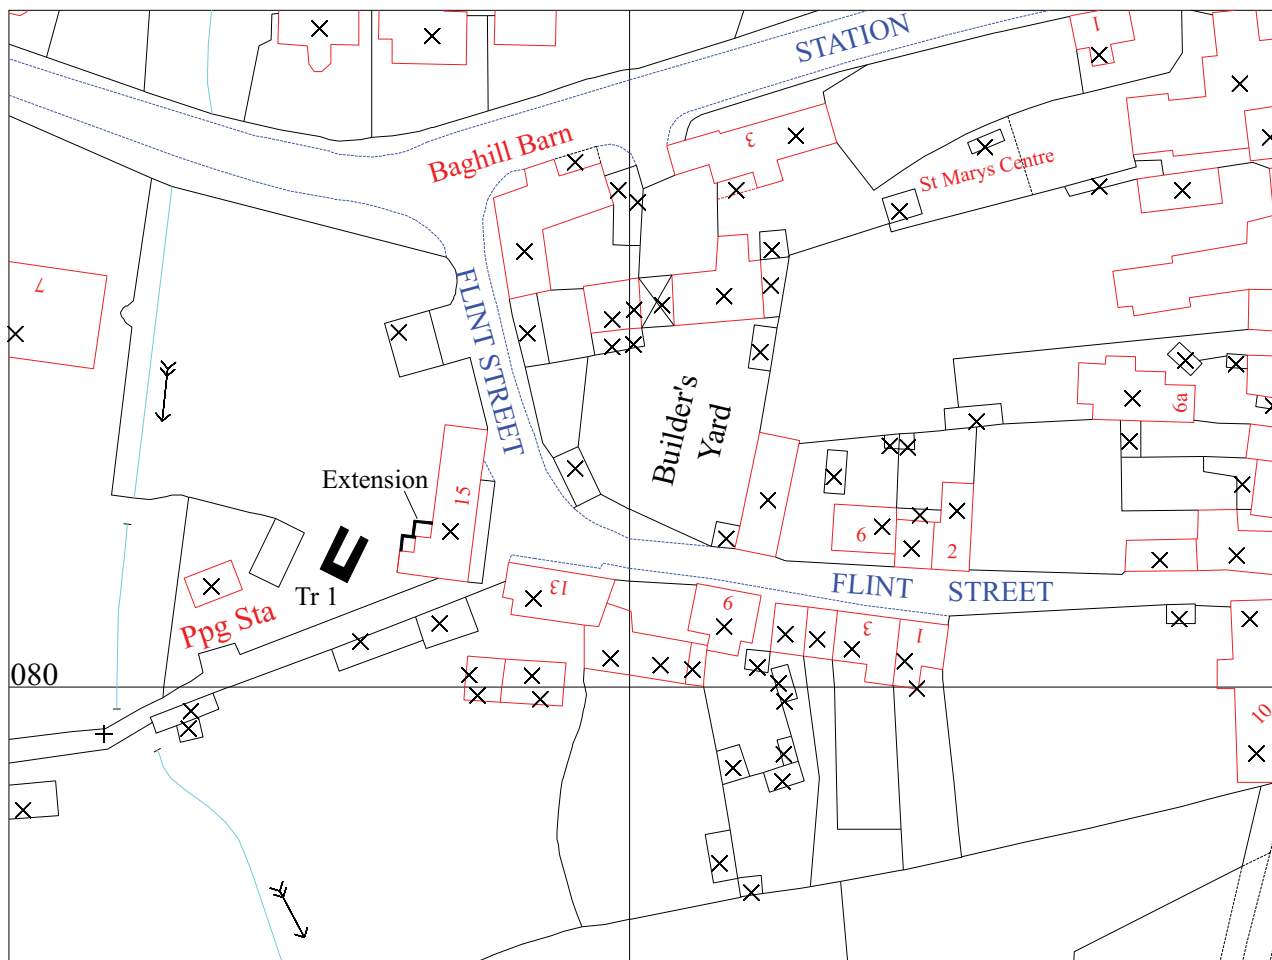 STATION
1
Baghill Barn
3
St Marys Centre
7
FLINT STREET
6a
Builder's
Yard
Extension
15
6
2
Tr 1
FLINT STREET
13
9
3
1
Ppg Sta
080
10